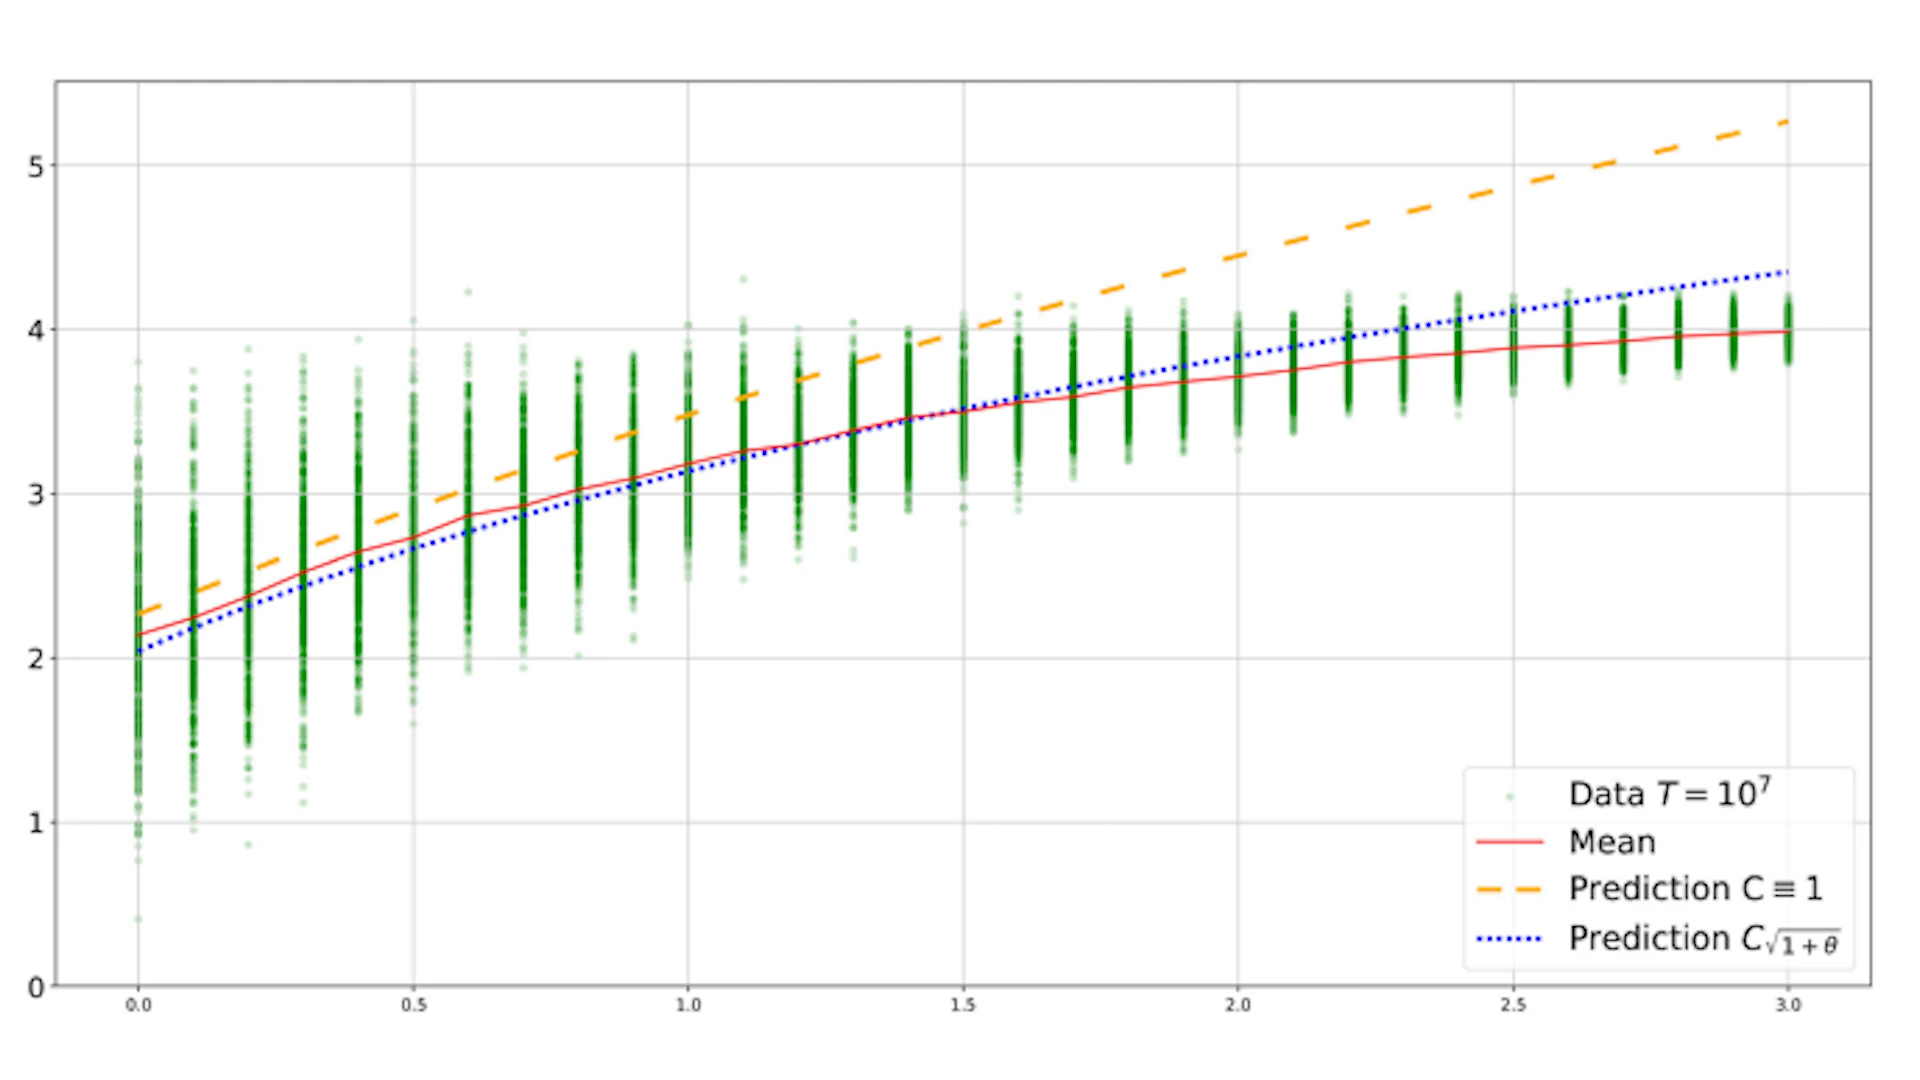 5
4
3
2
1
0
0.0 0.5 1.0 1.5 2.0 2.5 3.0
Data T = 10⁷
Mean
Prediction C ≡ 1
Prediction C√1 + θ